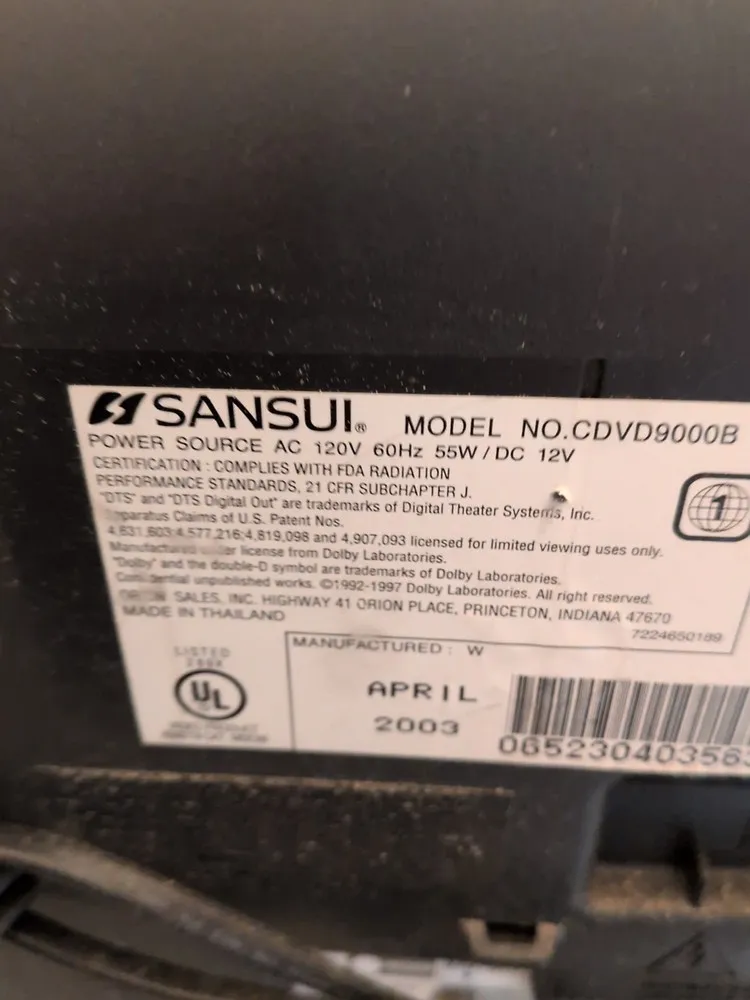 SANSUI® MODEL NO.CDVD9000B
POWER SOURCE AC 120V 60Hz 55W / DC 12V
CERTIFICATION : COMPLIES WITH FDA RADIATION
PERFORMANCE STANDARDS, 21 CFR SUBCHAPTER J.
"DTS" and "DTS Digital Out" are trademarks of Digital Theater Systems, Inc.
Claims of U.S. Patent Nos.
4,631,603;4,577,216;4,819,098 and 4,907,093 licensed for limited viewing uses only.
Manufactured license from Dolby Laboratories.
"Dolby" and the double-D symbol are trademarks of Dolby Laboratories.
unpublished works. ©1992-1997 Dolby Laboratories. All right reserved.
SALES, INC. HIGHWAY 41 ORION PLACE, PRINCETON, INDIANA 47670
MADE IN THAILAND
7224650189
1
LISTED
UL
MANUFACTURED : W
APRIL
2003
065230403563